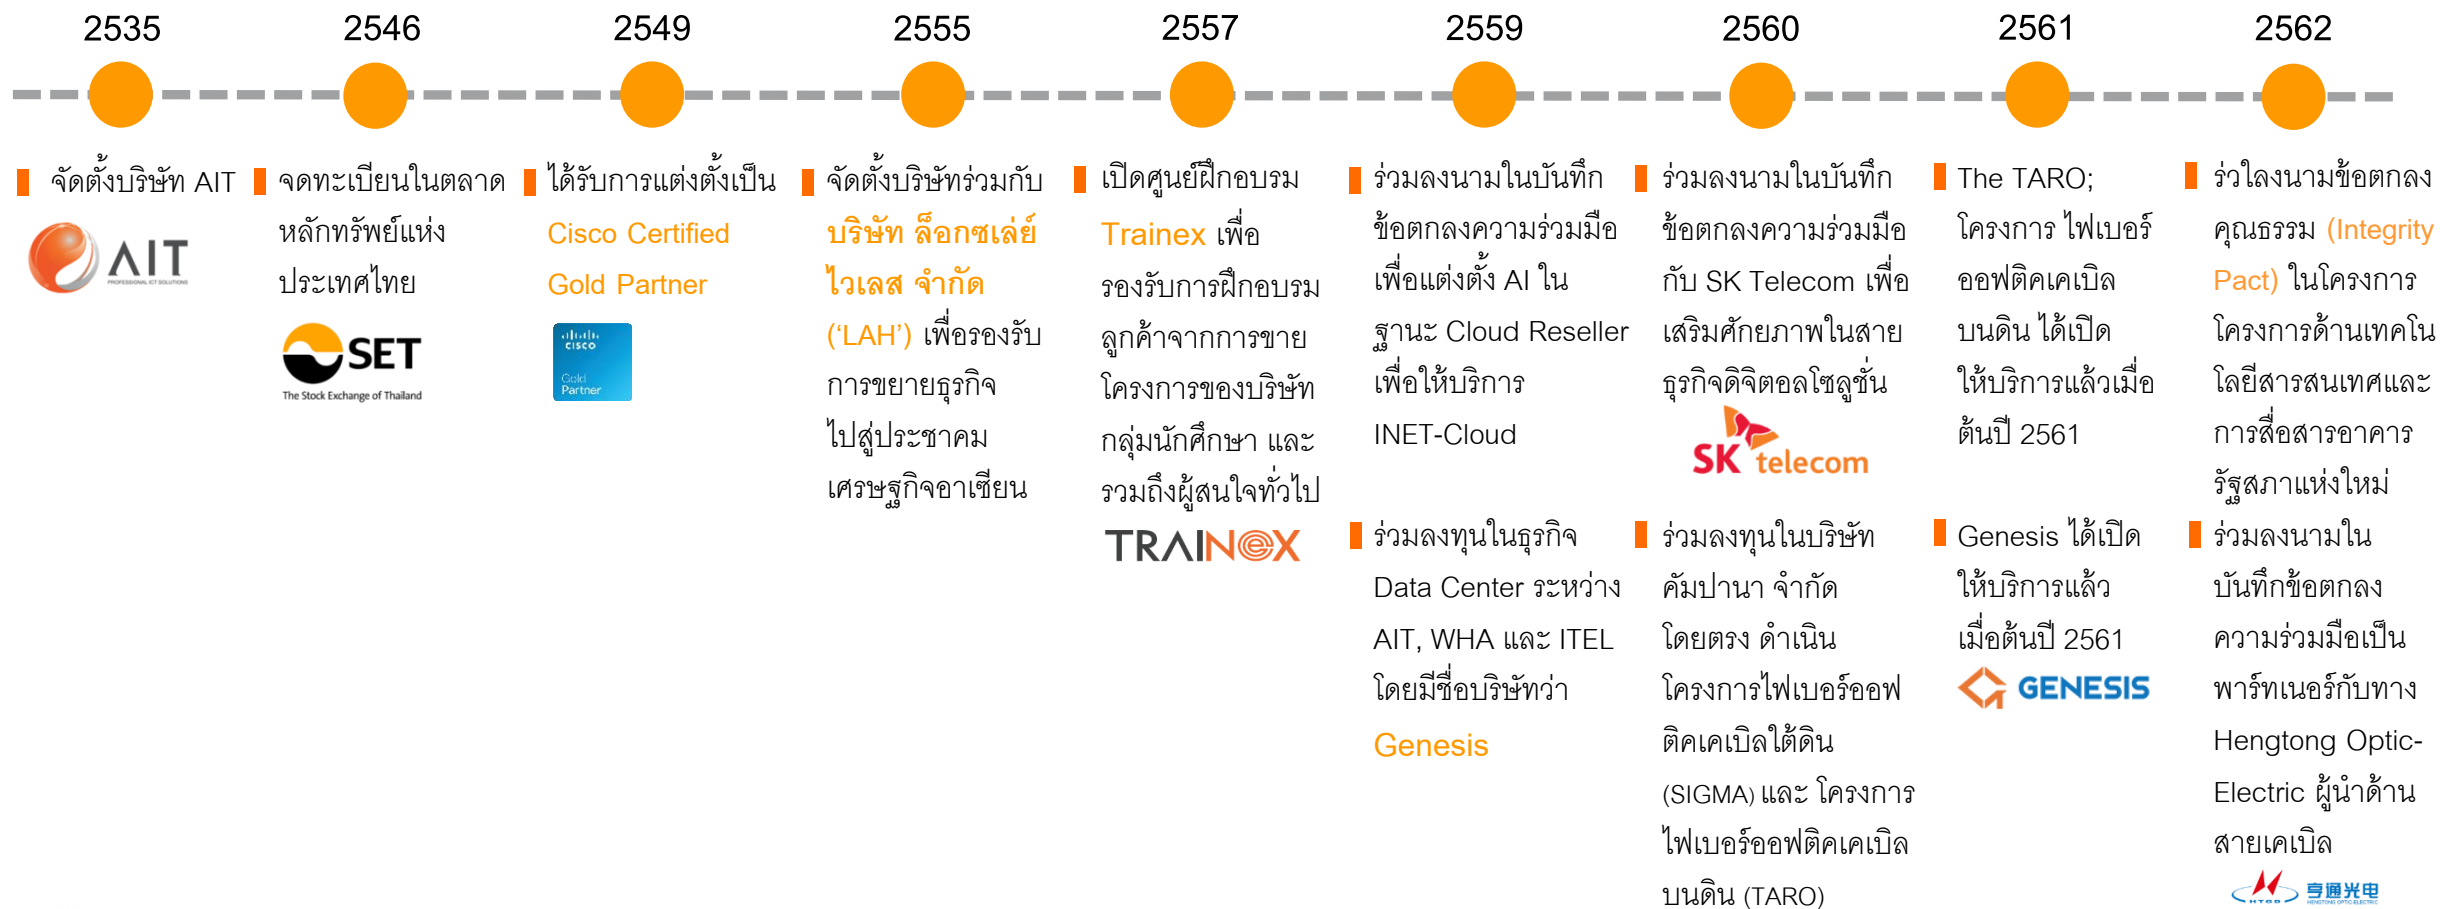 2535
2546
2549
2555
2557
2559
2560
2561
2562
จัดตั้งบริษัท AIT
AIT
PROFESSIONAL ICT SOLUTIONS
จดทะเบียนในตลาด
หลักทรัพย์แห่ง
ประเทศไทย
SET
The Stock Exchange of Thailand
ได้รับการแต่งตั้งเป็น
Cisco Certified
Gold Partner
CISCO
Gold
Partner
จัดตั้งบริษัทร่วมกับ
บริษัท ล็อกซเล่ย์
ไวเลส จำกัด
(‘LAH’) เพื่อรองรับ
การขยายธุรกิจ
ไปสู่ประชาคม
เศรษฐกิจอาเซียน
เปิดศูนย์ฝึกอบรม
Trainex เพื่อ
รองรับการฝึกอบรม
ลูกค้าจากการขาย
โครงการของบริษัท
กลุ่มนักศึกษา และ
รวมถึงผู้สนใจทั่วไป
TRAINEX
ร่วมลงนามในบันทึก
ข้อตกลงความร่วมมือ
เพื่อแต่งตั้ง AI ใน
ฐานะ Cloud Reseller
เพื่อให้บริการ
INET-Cloud
ร่วมลงทุนในธุรกิจ
Data Center ระหว่าง
AIT, WHA และ ITEL
โดยมีชื่อบริษัทว่า
Genesis
ร่วมลงนามในบันทึก
ข้อตกลงความร่วมมือ
กับ SK Telecom เพื่อ
เสริมศักยภาพในสาย
ธุรกิจดิจิตอลโซลูชั่น
SK telecom
ร่วมลงทุนในบริษัท
คัมปานา จำกัด
โดยตรง ดำเนิน
โครงการไฟเบอร์ออฟ
ติคเคเบิลใต้ดิน
(SIGMA) และ โครงการ
ไฟเบอร์ออฟติคเคเบิล
บนดิน (TARO)
The TARO;
โครงการ ไฟเบอร์
ออฟติคเคเบิล
บนดิน ได้เปิด
ให้บริการแล้วเมื่อ
ต้นปี 2561
Genesis ได้เปิด
ให้บริการแล้ว
เมื่อต้นปี 2561
GENESIS
ร่วใลงนามข้อตกลง
คุณธรรม (Integrity
Pact) ในโครงการ
โครงการด้านเทคโน
โลยีสารสนเทศและ
การสื่อสารอาคาร
รัฐสภาแห่งใหม่
ร่วมลงนามใน
บันทึกข้อตกลง
ความร่วมมือเป็น
พาร์ทเนอร์กับทาง
Hengtong Optic-
Electric ผู้นำด้าน
สายเคเบิล
HTGD
亨通光电
HENGTONG OPTIC-ELECTRIC